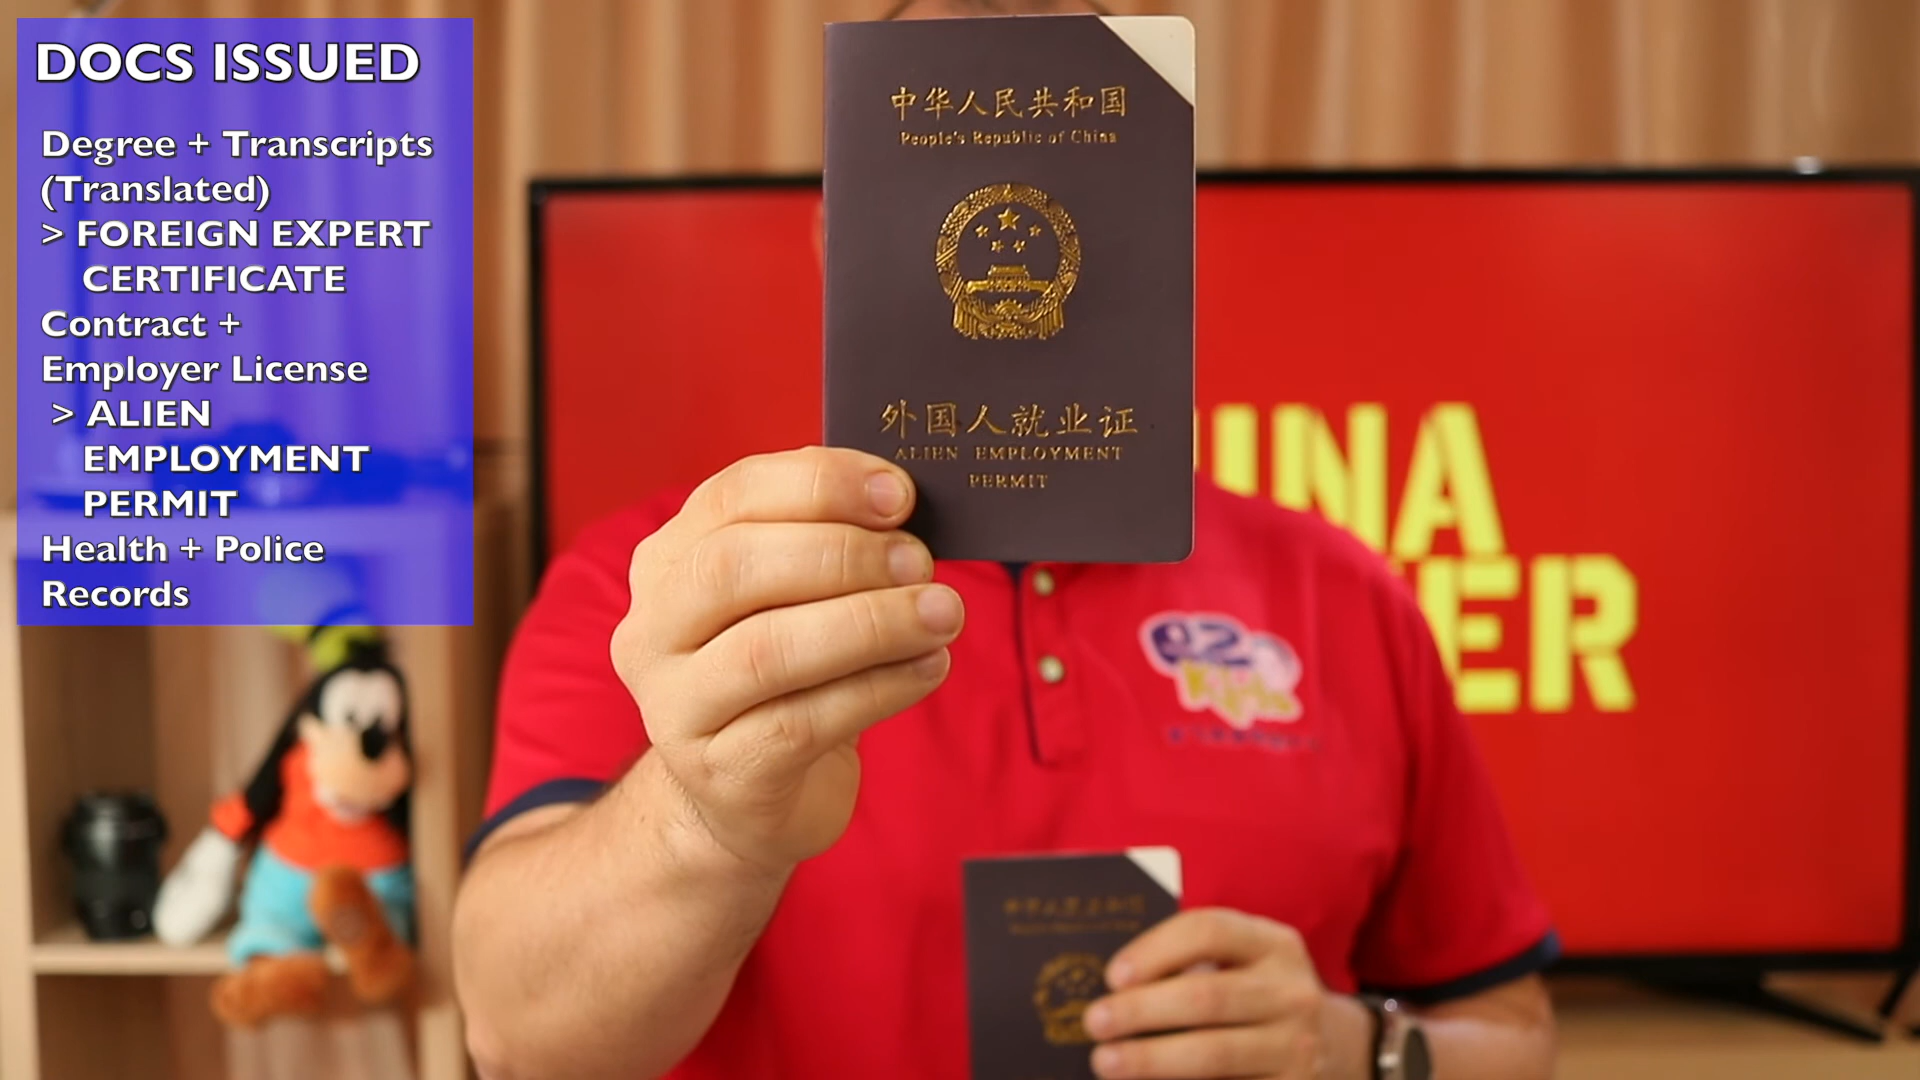 DOCS ISSUED
Degree + Transcripts
(Translated)
> FOREIGN EXPERT
CERTIFICATE
Contract +
Employer License
> ALIEN
EMPLOYMENT
PERMIT
Health + Police
Records
中华人民共和国
People's Republic of China
外国人就业证
ALIEN EMPLOYMENT
PERMIT
INA
ER
Kids